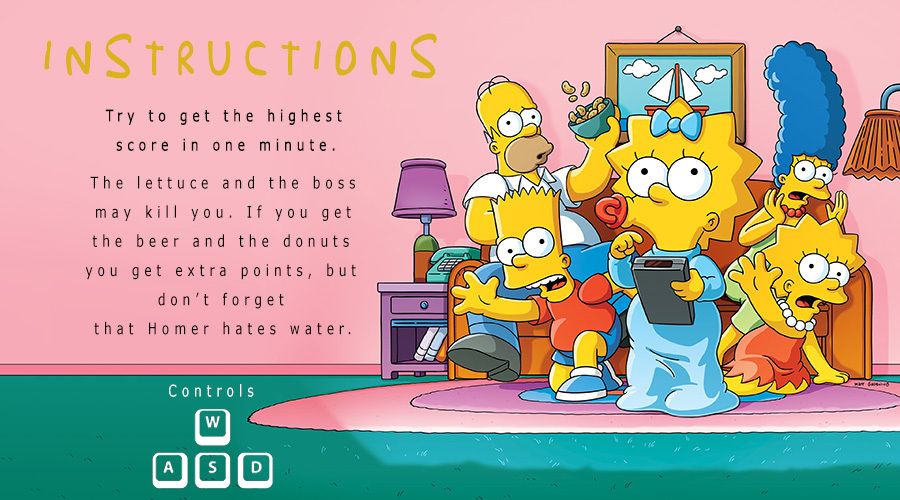 INSTRUCTIONS
Try to get the highest
score in one minute.
The lettuce and the boss
may kill you. If you get
the beer and the donuts
you get extra points, but
don't forget
that Homer hates water.
Controls
W
A S D
MATT GROENING